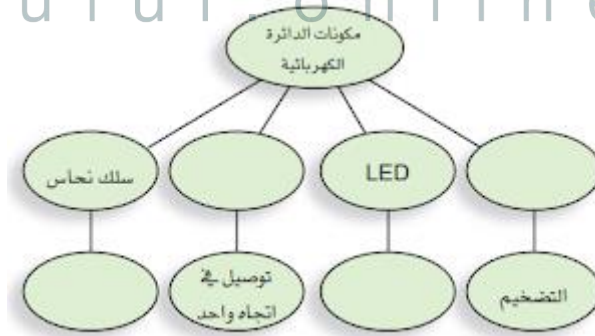 u l u l . o n l i n e
مكونات الدائرة
الكهربائية
سلك نحاس
LED
توصيل في
اتجاه واحد
التضخيم